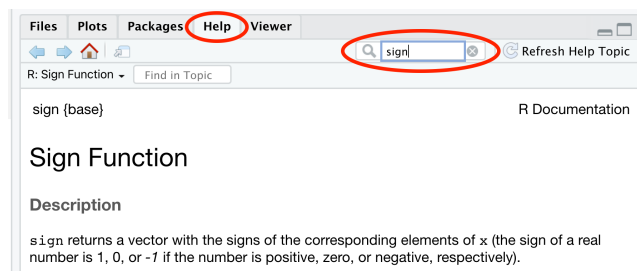 Files Plots Packages Help Viewer
sign Refresh Help Topic
R: Sign Function Find in Topic
sign {base} R Documentation
Sign Function
Description
sign returns a vector with the signs of the corresponding elements of x (the sign of a real
number is 1, 0, or -1 if the number is positive, zero, or negative, respectively).